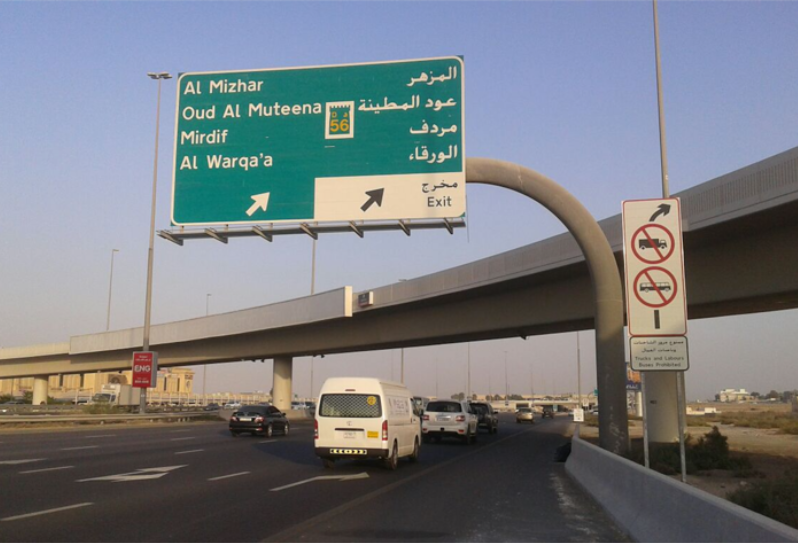 Al Mizhar
المزهر
Oud Al Muteena
عود المطينة
د ة
56
Mirdif
مردف
Al Warqa'a
الورقاء
مخرج
Exit
ENG
Trucks and Labours
Buses Prohibited